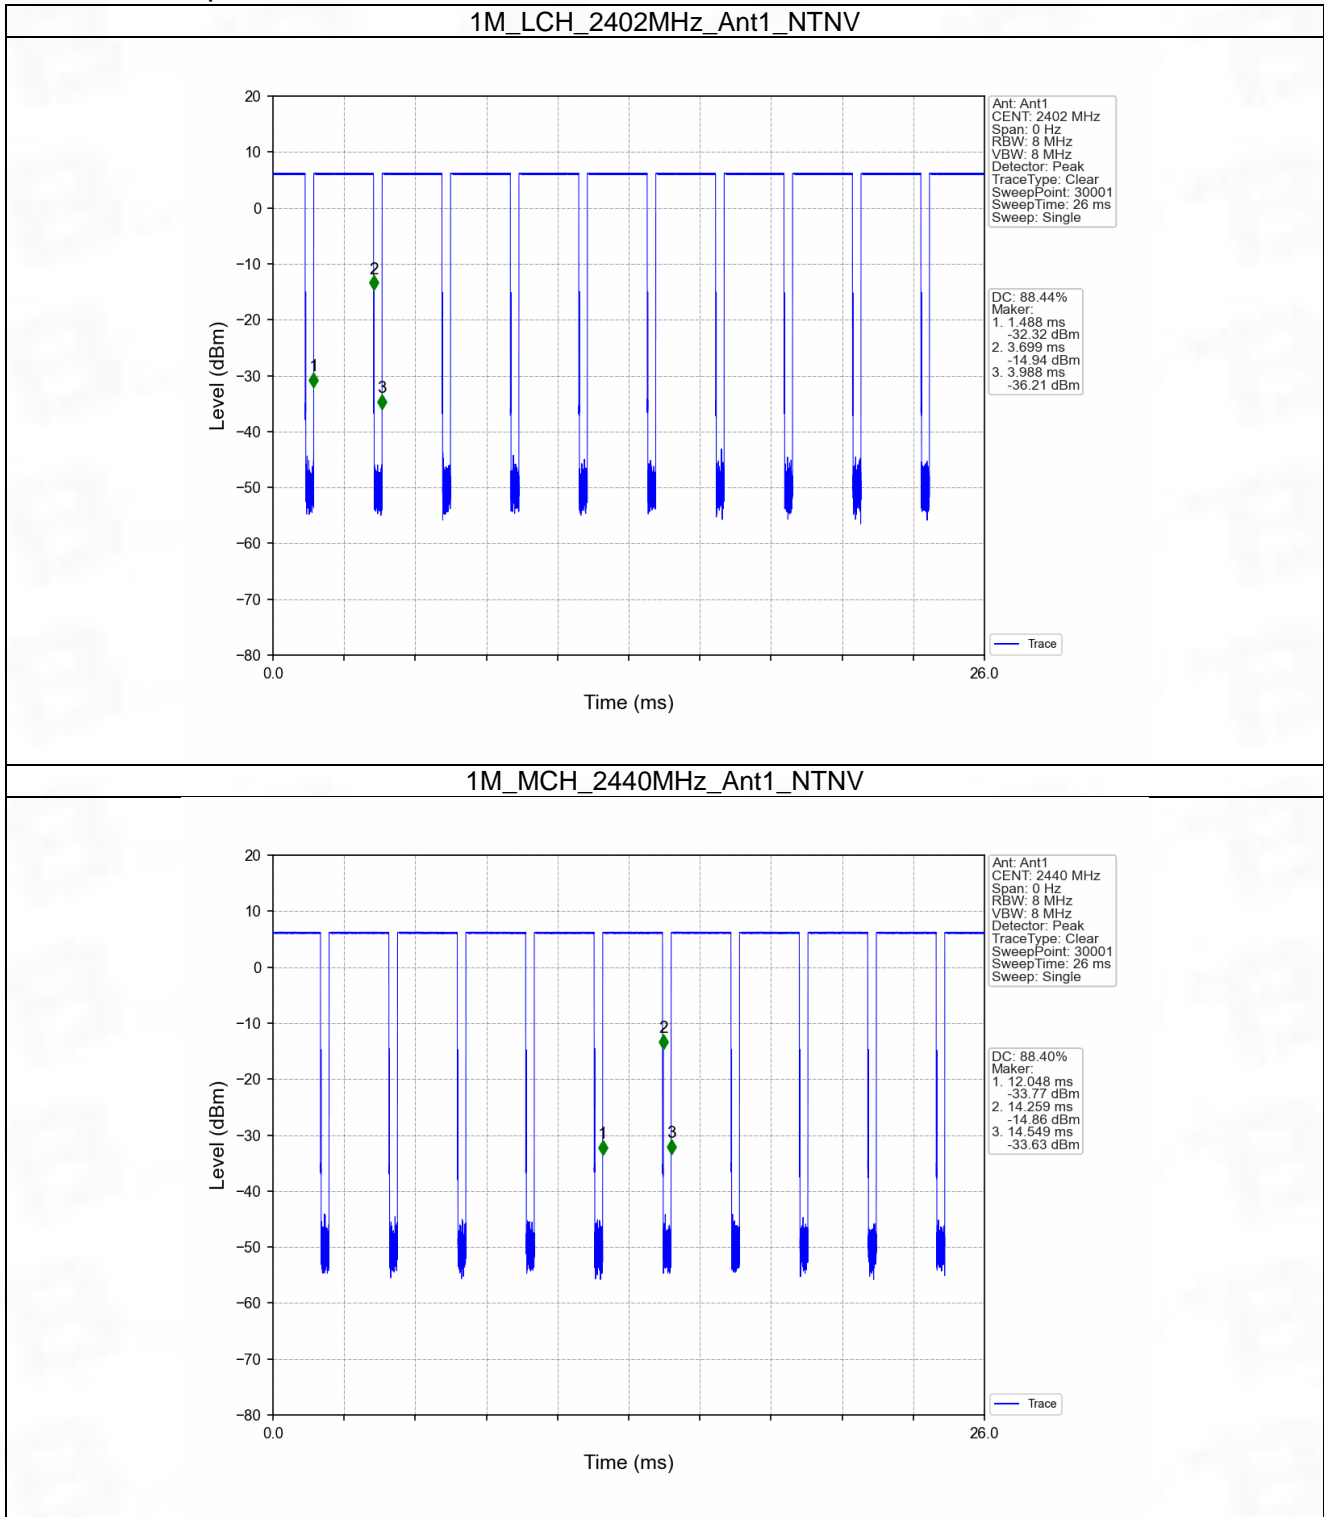 1M_LCH_2402MHz_Ant1_NTNV
20
10
0
−10
−20
−30
−40
−50
−60
−70
−80
Level (dBm)
1
2
3
0.0
26.0
Time (ms)
Ant: Ant1
CENT: 2402 MHz
Span: 0 Hz
RBW: 8 MHz
VBW: 8 MHz
Detector: Peak
TraceType: Clear
SweepPoint: 30001
SweepTime: 26 ms
Sweep: Single
DC: 88.44%
Maker:
1. 1.488 ms
-32.32 dBm
2. 3.699 ms
-14.94 dBm
3. 3.988 ms
-36.21 dBm
Trace
1M_MCH_2440MHz_Ant1_NTNV
20
10
0
−10
−20
−30
−40
−50
−60
−70
−80
Level (dBm)
1
2
3
0.0
26.0
Time (ms)
Ant: Ant1
CENT: 2440 MHz
Span: 0 Hz
RBW: 8 MHz
VBW: 8 MHz
Detector: Peak
TraceType: Clear
SweepPoint: 30001
SweepTime: 26 ms
Sweep: Single
DC: 88.40%
Maker:
1. 12.048 ms
-33.77 dBm
2. 14.259 ms
-14.86 dBm
3. 14.549 ms
-33.63 dBm
Trace